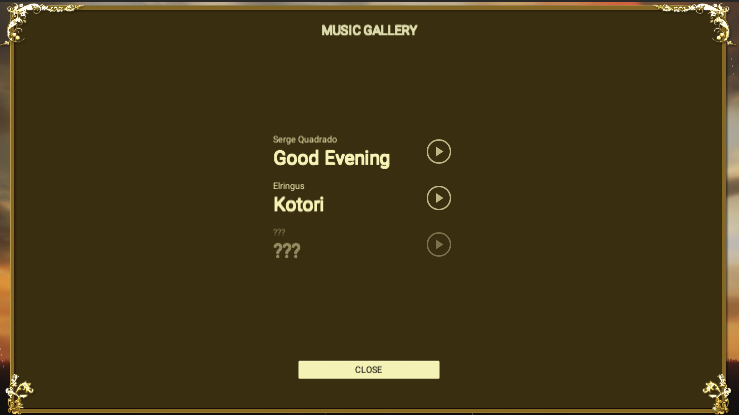 MUSIC GALLERY
Serge Quadrado
Good Evening
Elringus
Kotori
???
???
CLOSE